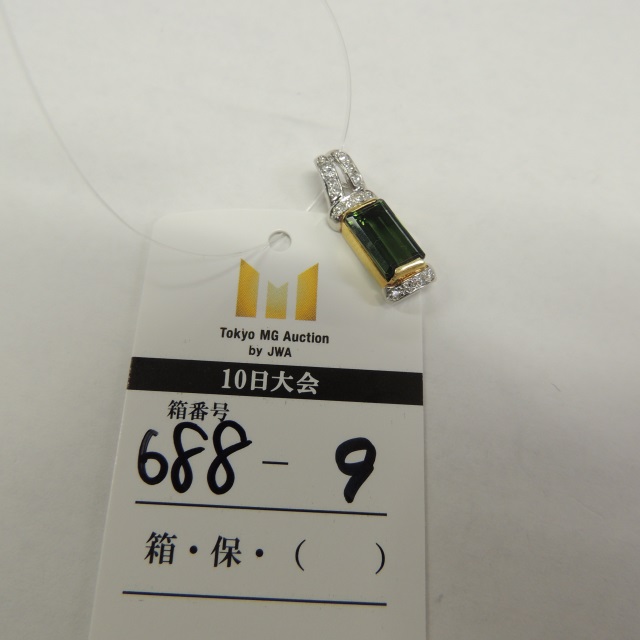 Tokyo MG Auction
by JWA
10日大会
箱番号
688 - 9
箱・保・(　　)